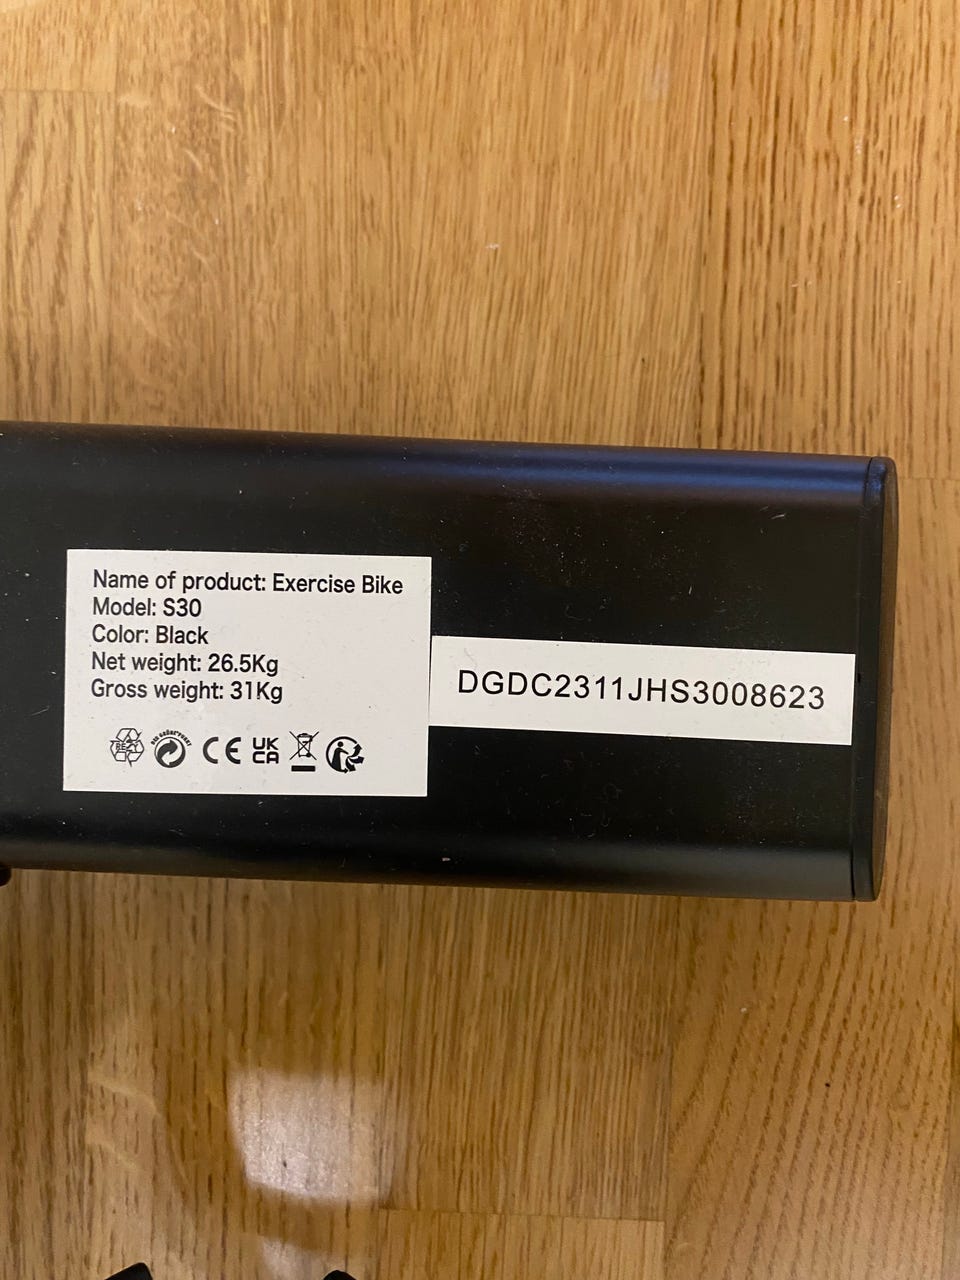 Name of product: Exercise Bike
Model: S30
Color: Black
Net weight: 26.5Kg
Gross weight: 31Kg
CE UK CA
DGDC2311JHS3008623